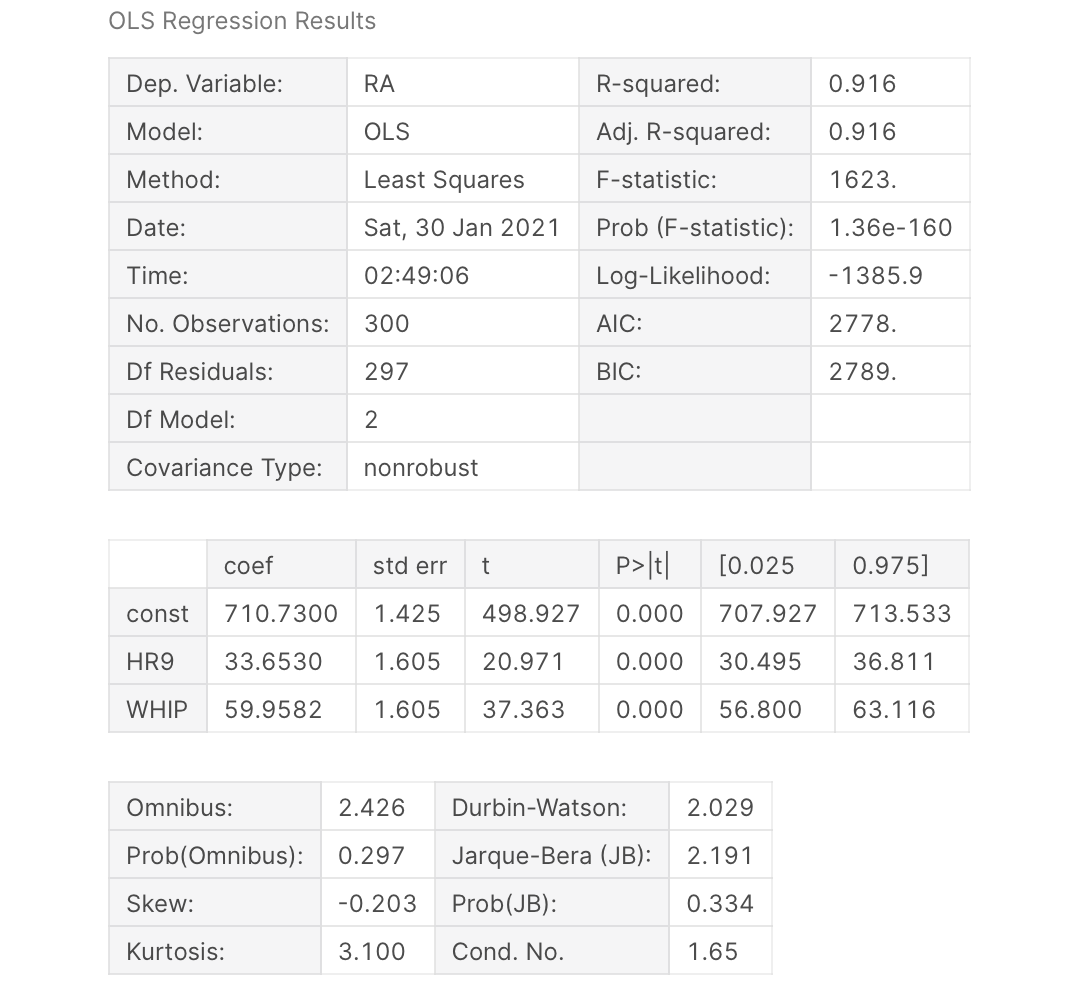 OLS Regression Results
Dep. Variable: RA R-squared: 0.916
Model: OLS Adj. R-squared: 0.916
Method: Least Squares F-statistic: 1623.
Date: Sat, 30 Jan 2021 Prob (F-statistic): 1.36e-160
Time: 02:49:06 Log-Likelihood: -1385.9
No. Observations: 300 AIC: 2778.
Df Residuals: 297 BIC: 2789.
Df Model: 2
Covariance Type: nonrobust
coef std err t P>|t| [0.025 0.975]
const 710.7300 1.425 498.927 0.000 707.927 713.533
HR9 33.6530 1.605 20.971 0.000 30.495 36.811
WHIP 59.9582 1.605 37.363 0.000 56.800 63.116
Omnibus: 2.426 Durbin-Watson: 2.029
Prob(Omnibus): 0.297 Jarque-Bera (JB): 2.191
Skew: -0.203 Prob(JB): 0.334
Kurtosis: 3.100 Cond. No. 1.65